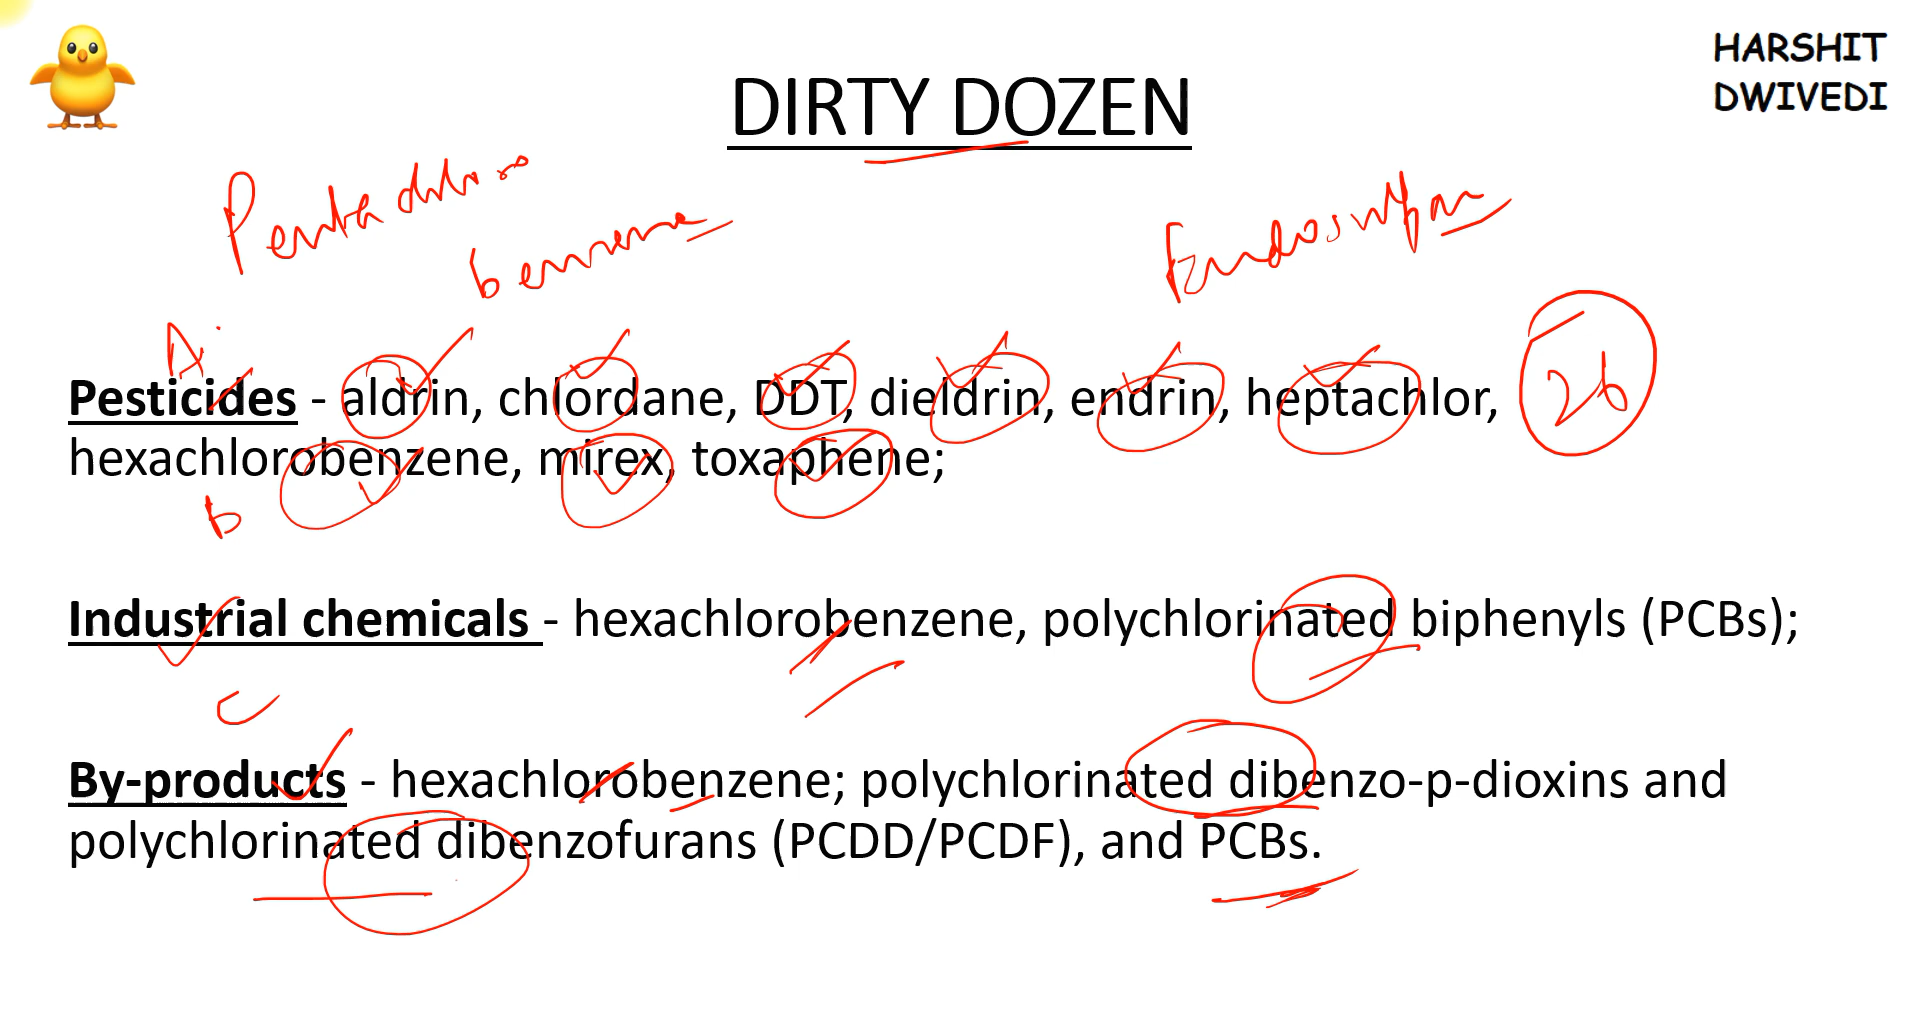 HARSHIT
DWIVEDI
DIRTY DOZEN
Pentachloro
benzene
Endosulfan
A
Pesticides - aldrin, chlordane, DDT, dieldrin, endrin, heptachlor,
26
hexachlorobenzene, mirex, toxaphene;
b
Industrial chemicals - hexachlorobenzene, polychlorinated biphenyls (PCBs);
C
By-products - hexachlorobenzene; polychlorinated dibenzo-p-dioxins and
polychlorinated dibenzofurans (PCDD/PCDF), and PCBs.